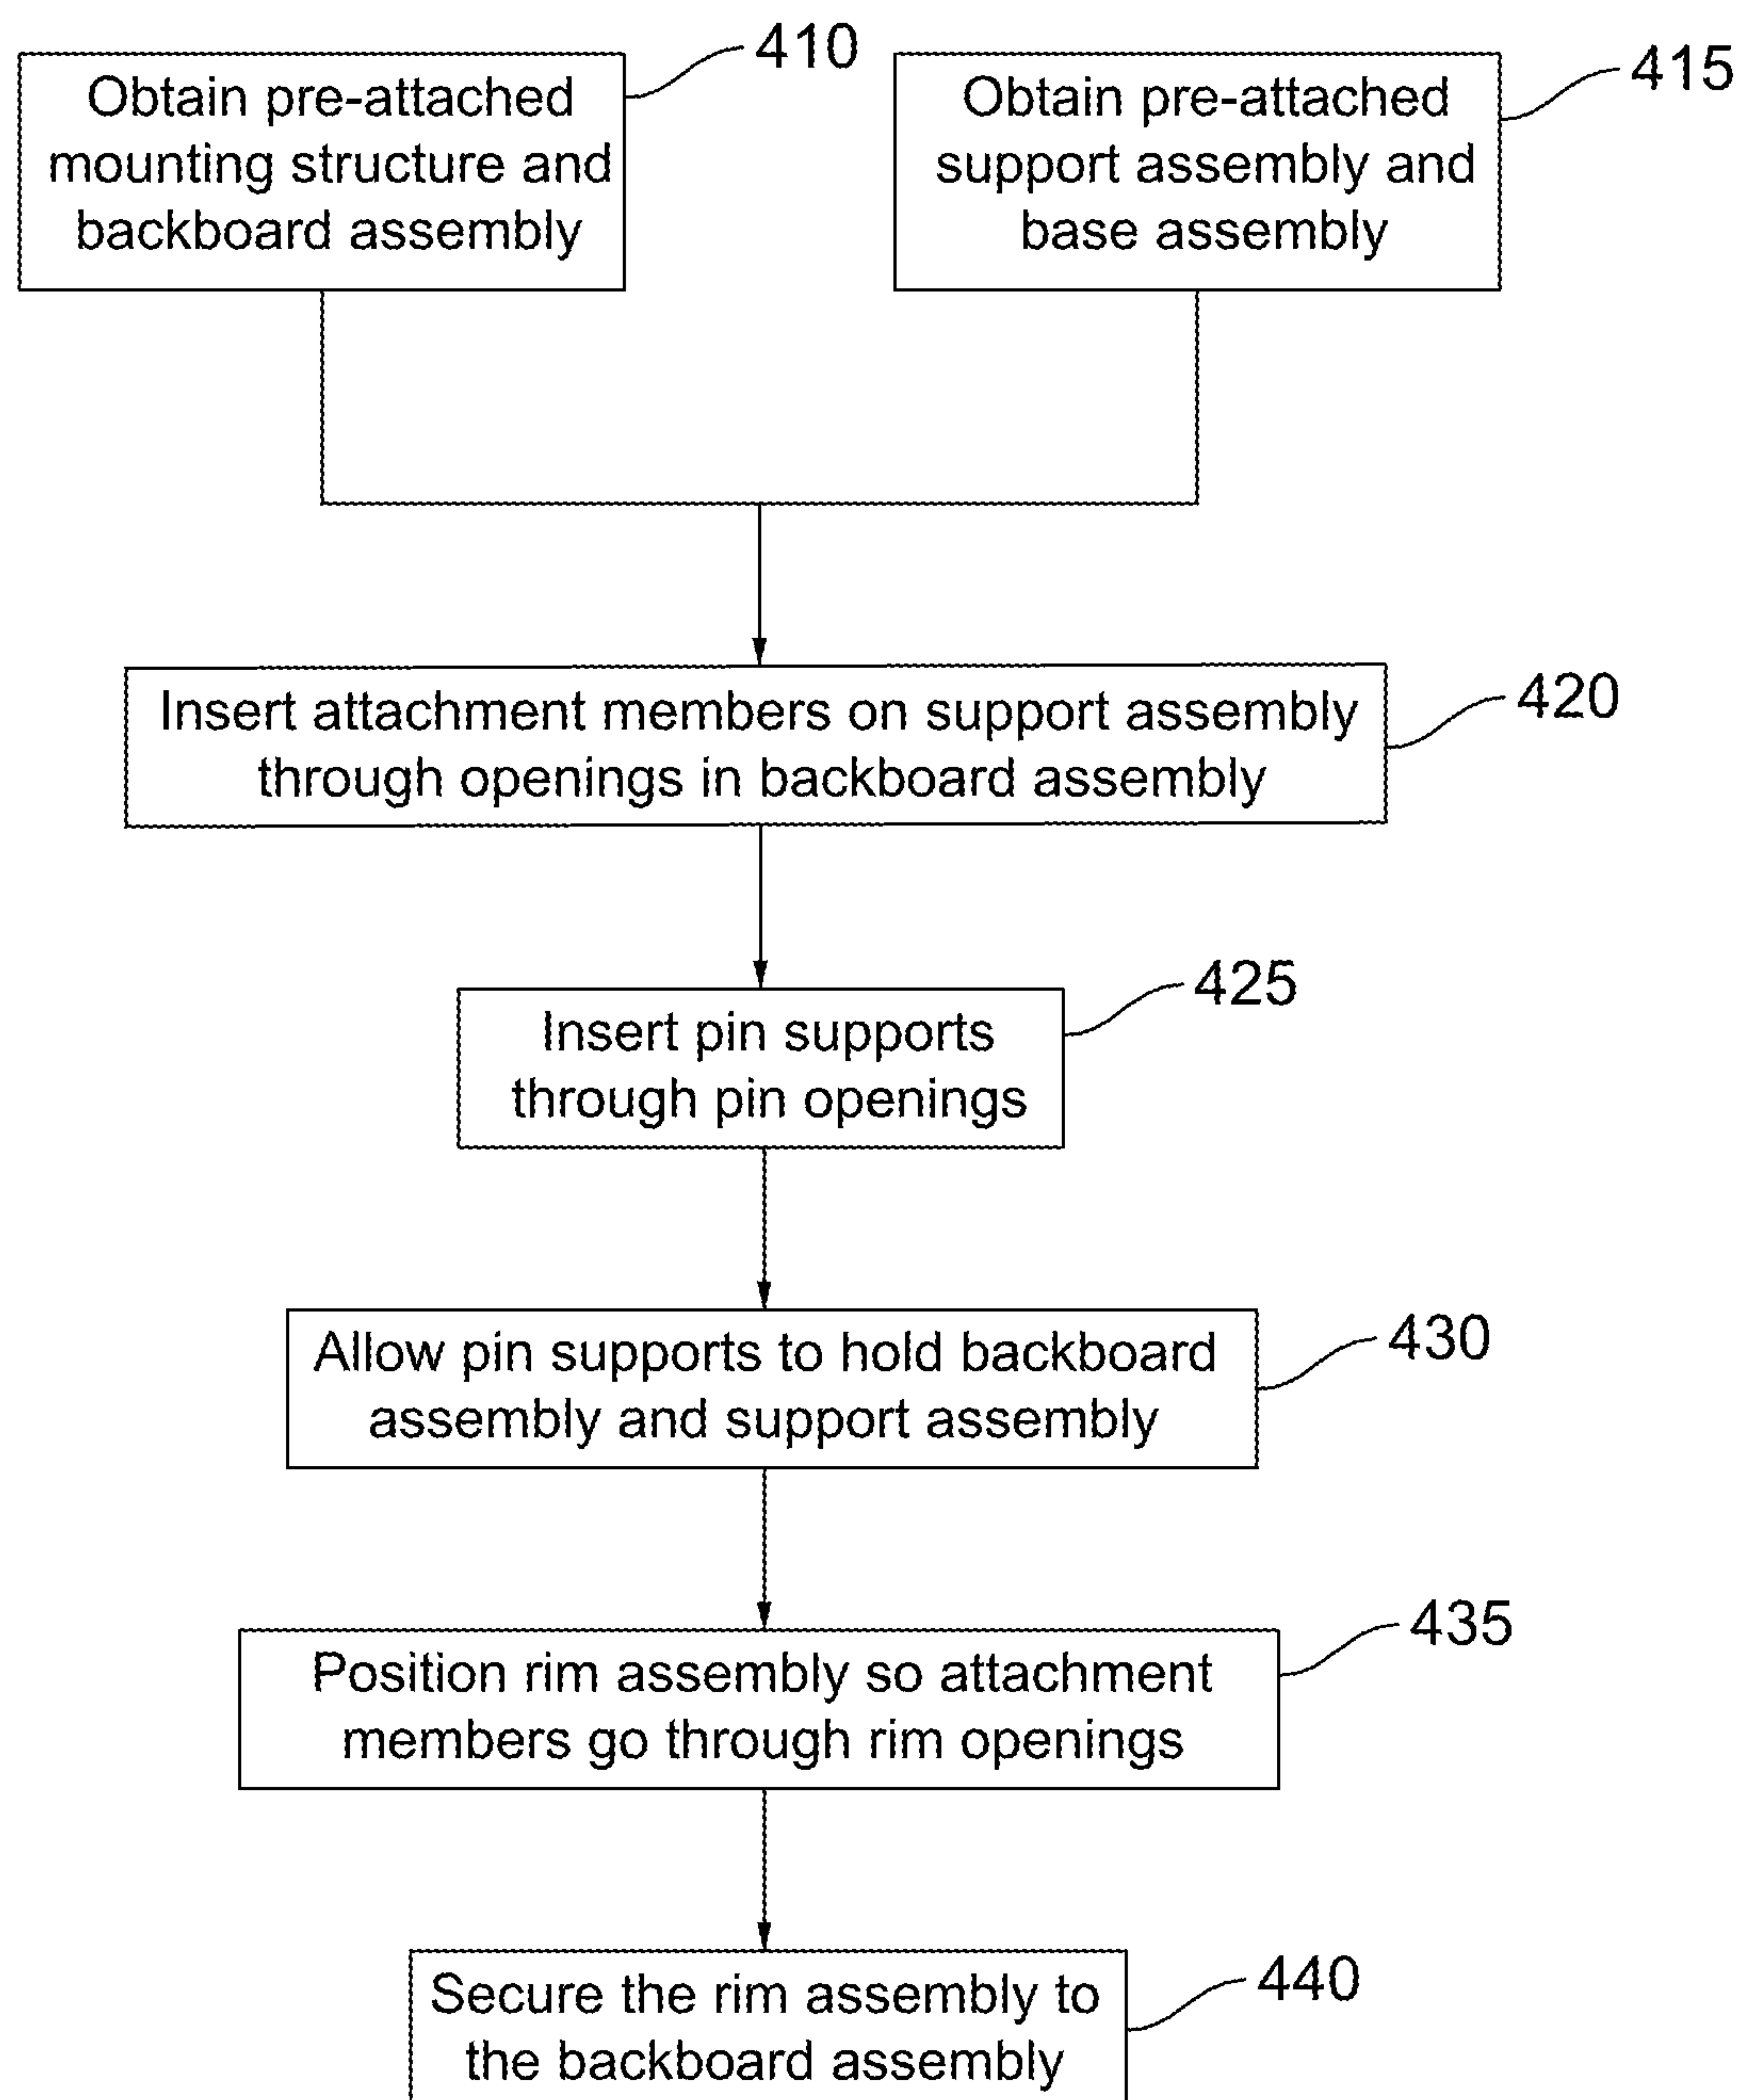 410
Obtain pre-attached
mounting structure and
backboard assembly
415
Obtain pre-attached
support assembly and
base assembly
420
Insert attachment members on support assembly
through openings in backboard assembly
425
Insert pin supports
through pin openings
430
Allow pin supports to hold backboard
assembly and support assembly
435
Position rim assembly so attachment
members go through rim openings
440
Secure the rim assembly to
the backboard assembly